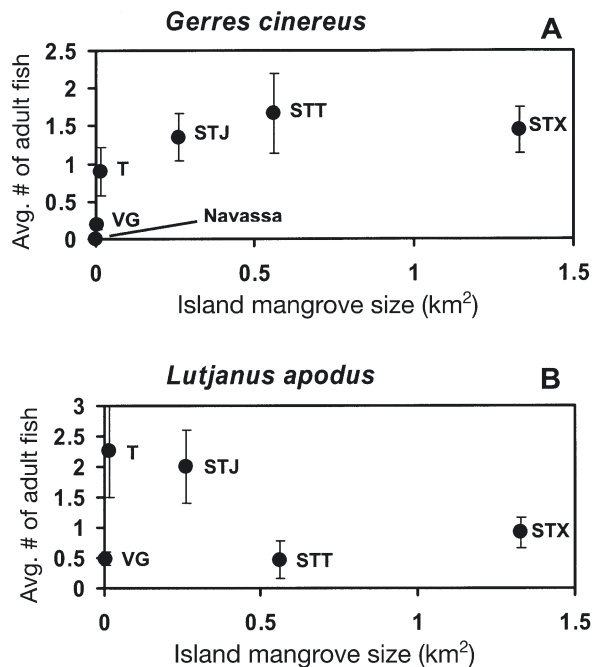 Gerres cinereus
A
Avg. # of adult fish
2.5
2
1.5
1
0.5
0
STJ
STT
STX
T
VG
Navassa
0
0.5
1
1.5
Island mangrove size (km²)
Lutjanus apodus
B
Avg. # of adult fish
3
2.5
2
1.5
1
0.5
0
T
STJ
VG
STT
STX
0
0.5
1
1.5
Island mangrove size (km²)